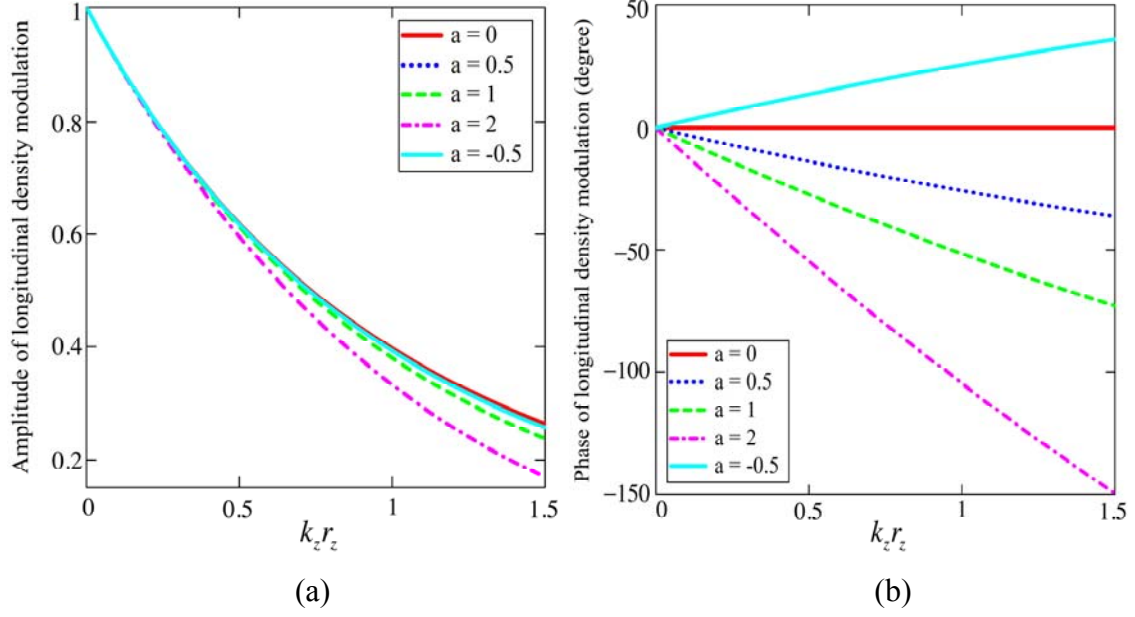 Amplitude of longitudinal density modulation
1
0.8
0.6
0.4
0.2
a = 0
a = 0.5
a = 1
a = 2
a = -0.5
0
0.5
1
1.5
k_z r_z
(a)
Phase of longitudinal density modulation (degree)
50
0
−50
−100
−150
a = 0
a = 0.5
a = 1
a = 2
a = -0.5
0
0.5
1
1.5
k_z r_z
(b)